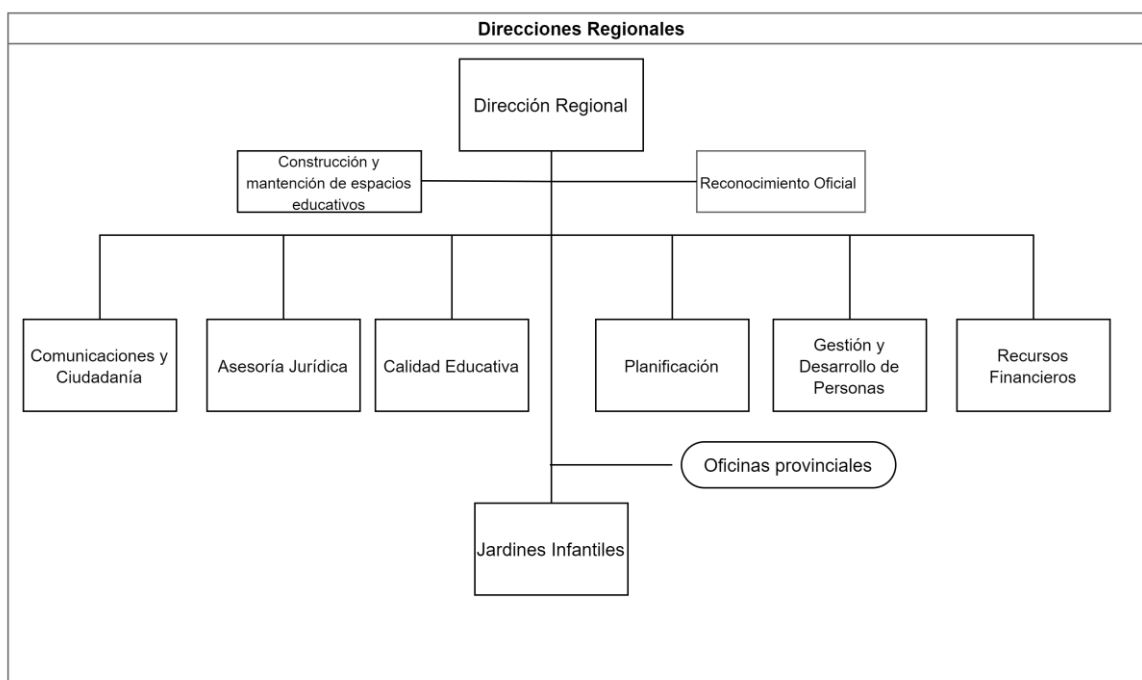 Direcciones Regionales
Dirección Regional
Construcción y
mantención de espacios
educativos
Reconocimiento Oficial
Comunicaciones y
Ciudadanía
Asesoría Jurídica
Calidad Educativa
Planificación
Gestión y
Desarrollo de
Personas
Recursos
Financieros
Oficinas provinciales
Jardines Infantiles